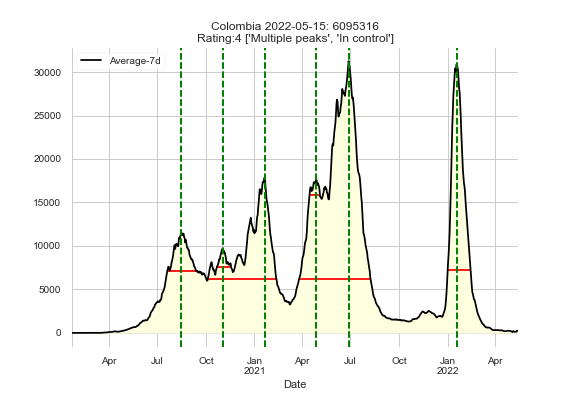 Colombia 2022-05-15: 6095316
Rating:4 ['Multiple peaks', 'In control']
Average-7d
30000
25000
20000
15000
10000
5000
0
Apr Jul Oct Jan Apr Jul Oct Jan Apr
2021 2022
Date